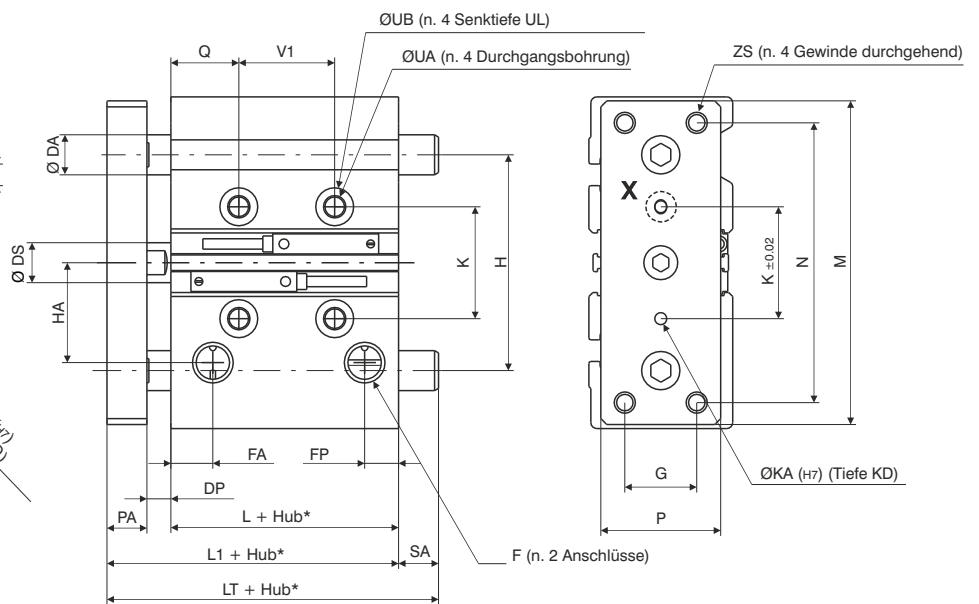 ØUB (n. 4 Senktiefe UL)
Q
V1
ØUA (n. 4 Durchgangsbohrung)
ZS (n. 4 Gewinde durchgehend)
Ø DA
X
Ø DS
K
H
K ±0.02
N
M
HA
FA
FP
G
ØKA (H7) (Tiefe KD)
DP
P
PA
L + Hub*
F (n. 2 Anschlüsse)
L1 + Hub*
SA
LT + Hub*